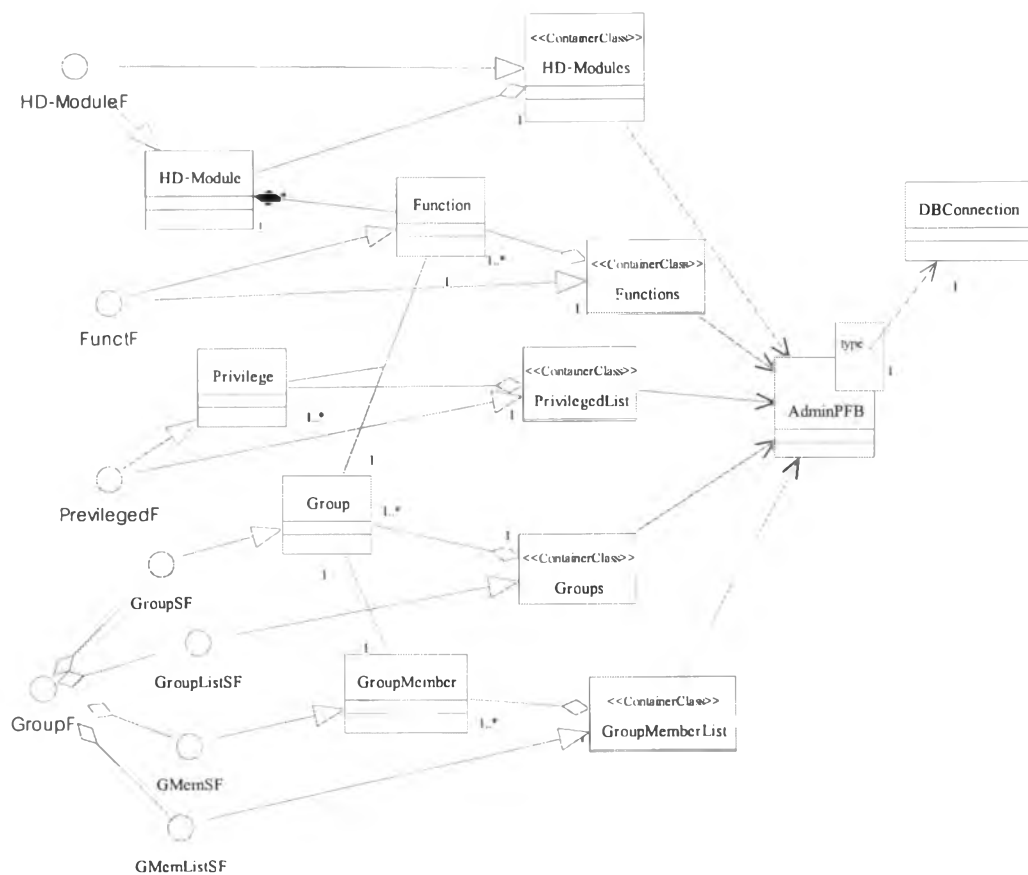 <<ContainerClass>>
HD-Modules
HD-ModuleF
1
HD-Module
*
1
Function
1..*
1
DBConnection
1
<<ContainerClass>>
Functions
1
FunctF
type
1
AdminPFB
Privilege
1..*
<<ContainerClass>>
PrivilegedList
1
PrevilegedF
1
Group
1..*
1
1
<<ContainerClass>>
Groups
GroupSF
GroupListSF
1
GroupMember
1..*
<<ContainerClass>>
GroupMemberList
1
GroupF
GMemSF
GMemListSF